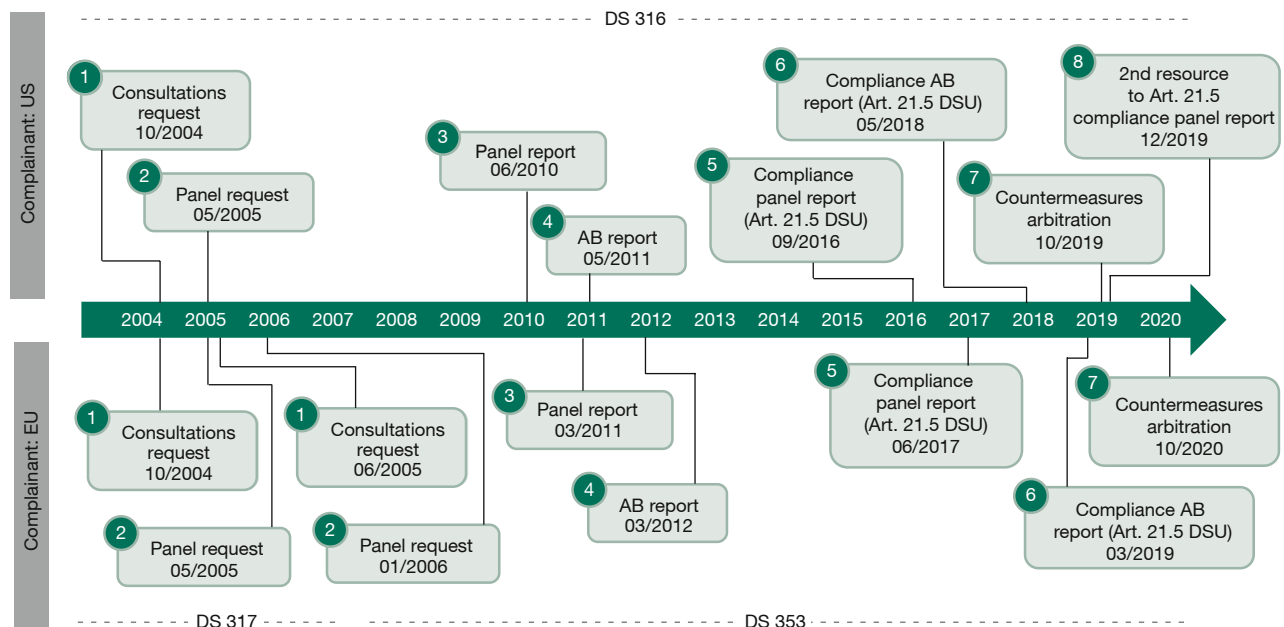 DS 316
Complainant: US
1
Consultations
request
10/2004
2
Panel request
05/2005
3
Panel report
06/2010
4
AB report
05/2011
5
Compliance
panel report
(Art. 21.5 DSU)
09/2016
6
Compliance AB
report (Art. 21.5 DSU)
05/2018
7
Countermeasures
arbitration
10/2019
8
2nd resource
to Art. 21.5
compliance panel report
12/2019
2004 2005 2006 2007 2008 2009 2010 2011 2012 2013 2014 2015 2016 2017 2018 2019 2020
Complainant: EU
1
Consultations
request
10/2004
2
Panel request
05/2005
1
Consultations
request
06/2005
2
Panel request
01/2006
3
Panel report
03/2011
4
AB report
03/2012
5
Compliance
panel report
(Art. 21.5 DSU)
06/2017
6
Compliance AB
report (Art. 21.5 DSU)
03/2019
7
Countermeasures
arbitration
10/2020
DS 317
DS 353